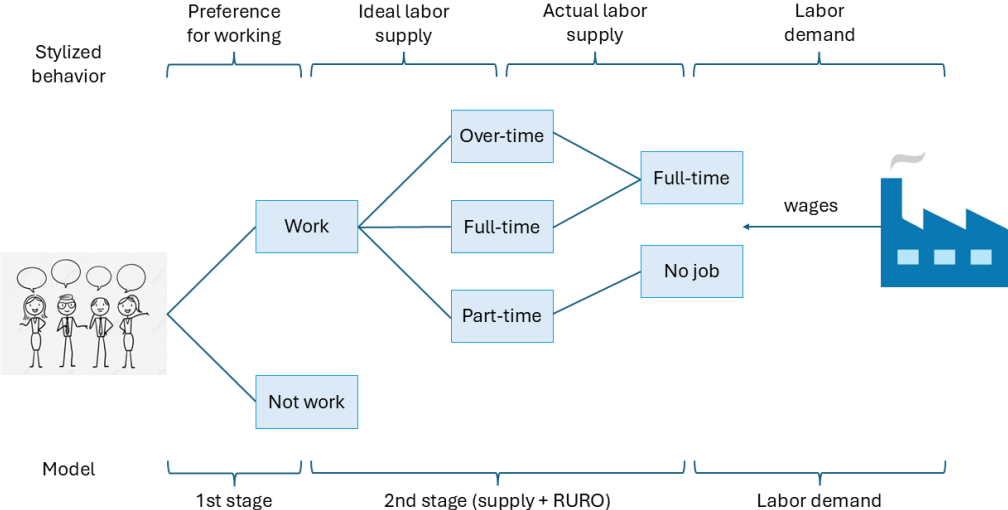 Preference
for working
Ideal labor
supply
Actual labor
supply
Labor
demand
Stylized
behavior
Over-time
Full-time
wages
Work
Full-time
No job
Part-time
Not work
Model
1st stage
2nd stage (supply + RURO)
Labor demand